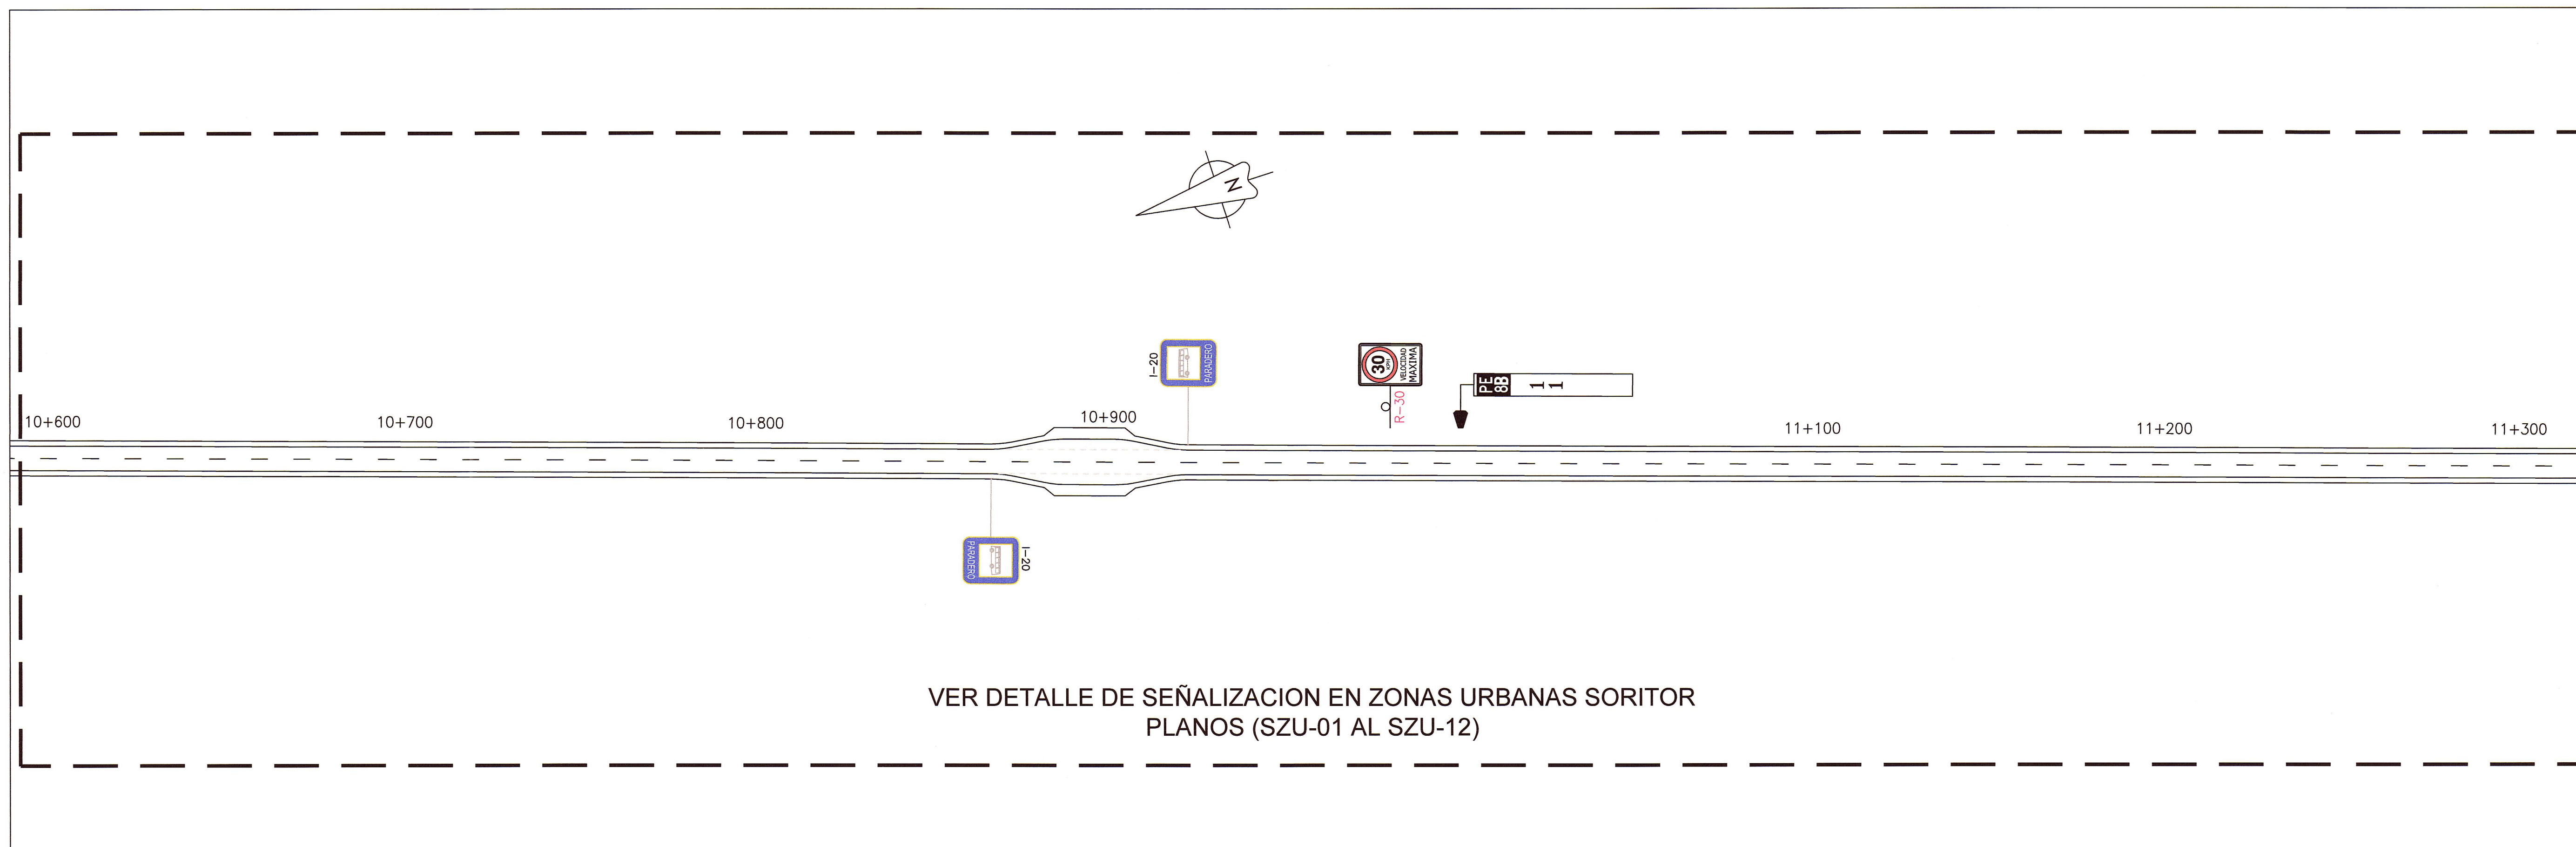 N
I-20
PARADERO
30
KPH
VELOCIDAD
MAXIMA
R-30
PE
8B
1
1
10+600
10+700
10+800
10+900
11+100
11+200
11+300
PARADERO
I-20
VER DETALLE DE SEÑALIZACION EN ZONAS URBANAS SORITOR
PLANOS (SZU-01 AL SZU-12)